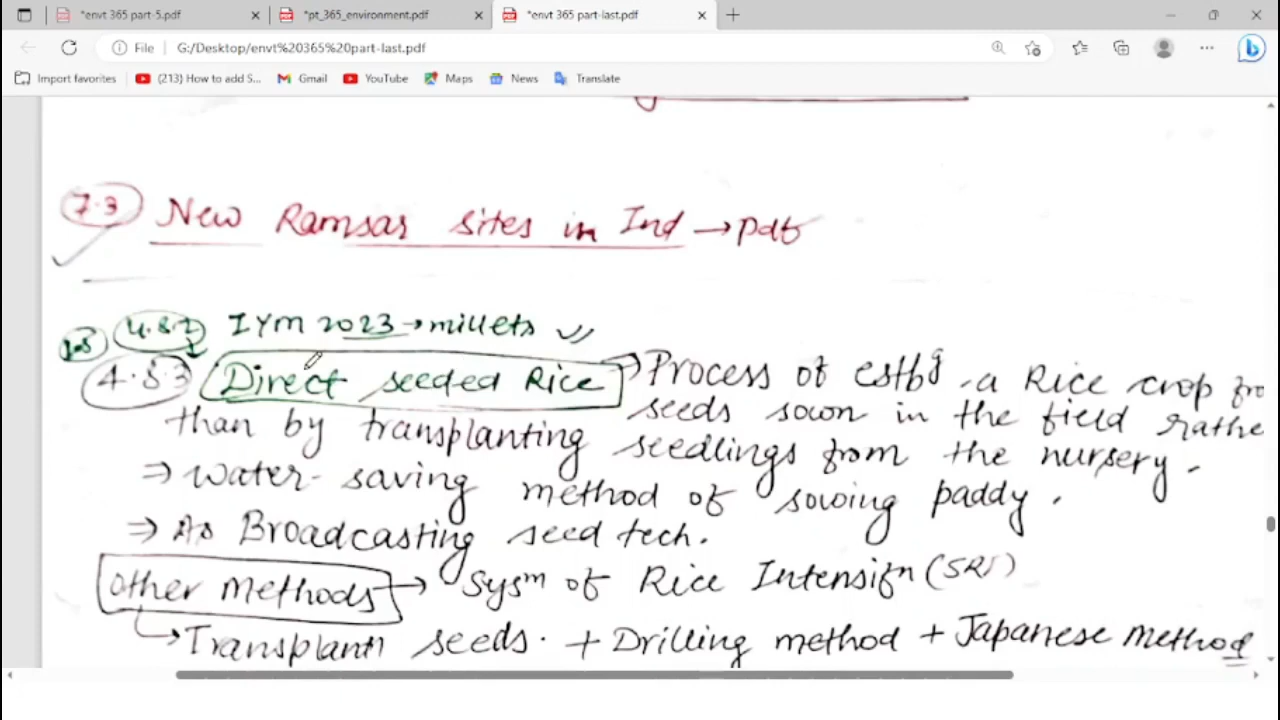 *envt 365 part-5.pdf
*pt_365_environment.pdf
*envt 365 part-last.pdf
File
G:/Desktop/envt%20365%20part-last.pdf
Import favorites
(213) How to add S...
Gmail
YouTube
Maps
News
Translate
7.3 New Ramsar sites in Ind → pdf
4.8.2 IYM 2023 → millets
4.8.3 Direct seeded Rice → Process of estbg a Rice crop fro
seeds sown in the field rathe
than by transplanting seedlings from the nursery.
⇒ Water-saving method of sowing paddy.
⇒ As Broadcasting seed tech.
Other Methods → Sysm of Rice Intensifn (SRI)
→ Transplantn seeds. + Drilling method + Japanese Method